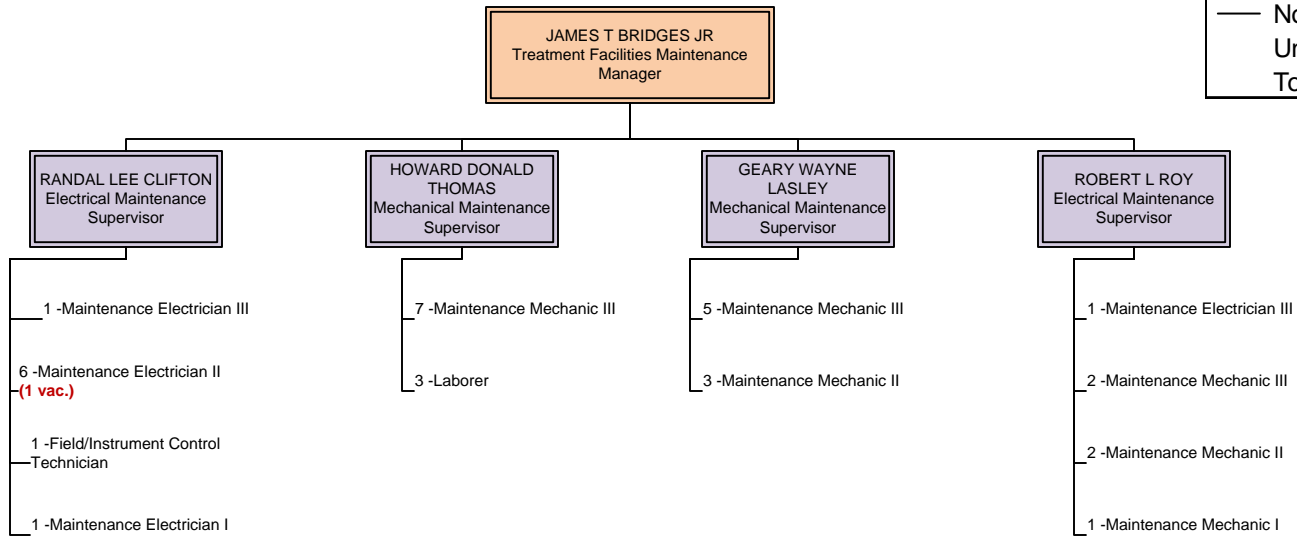 JAMES T BRIDGES JR
Treatment Facilities Maintenance
Manager
RANDAL LEE CLIFTON
Electrical Maintenance
Supervisor
HOWARD DONALD
THOMAS
Mechanical Maintenance
Supervisor
GEARY WAYNE
LASLEY
Mechanical Maintenance
Supervisor
ROBERT L ROY
Electrical Maintenance
Supervisor
1 -Maintenance Electrician III
6 -Maintenance Electrician II
(1 vac.)
1 -Field/Instrument Control
Technician
1 -Maintenance Electrician I
7 -Maintenance Mechanic III
3 -Laborer
5 -Maintenance Mechanic III
3 -Maintenance Mechanic II
1 -Maintenance Electrician III
2 -Maintenance Mechanic III
2 -Maintenance Mechanic II
1 -Maintenance Mechanic I